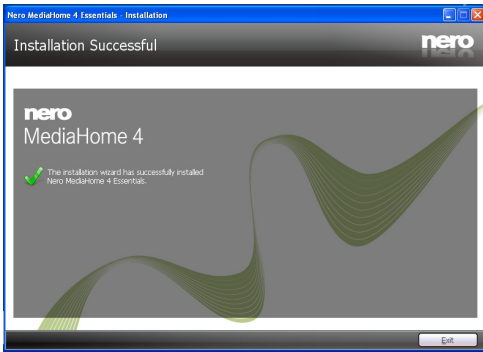 Nero MediaHome 4 Essentials - Installation
Installation Successful
nero
nero
MediaHome 4
The installation wizard has successfully installed
Nero MediaHome 4 Essentials.
Exit